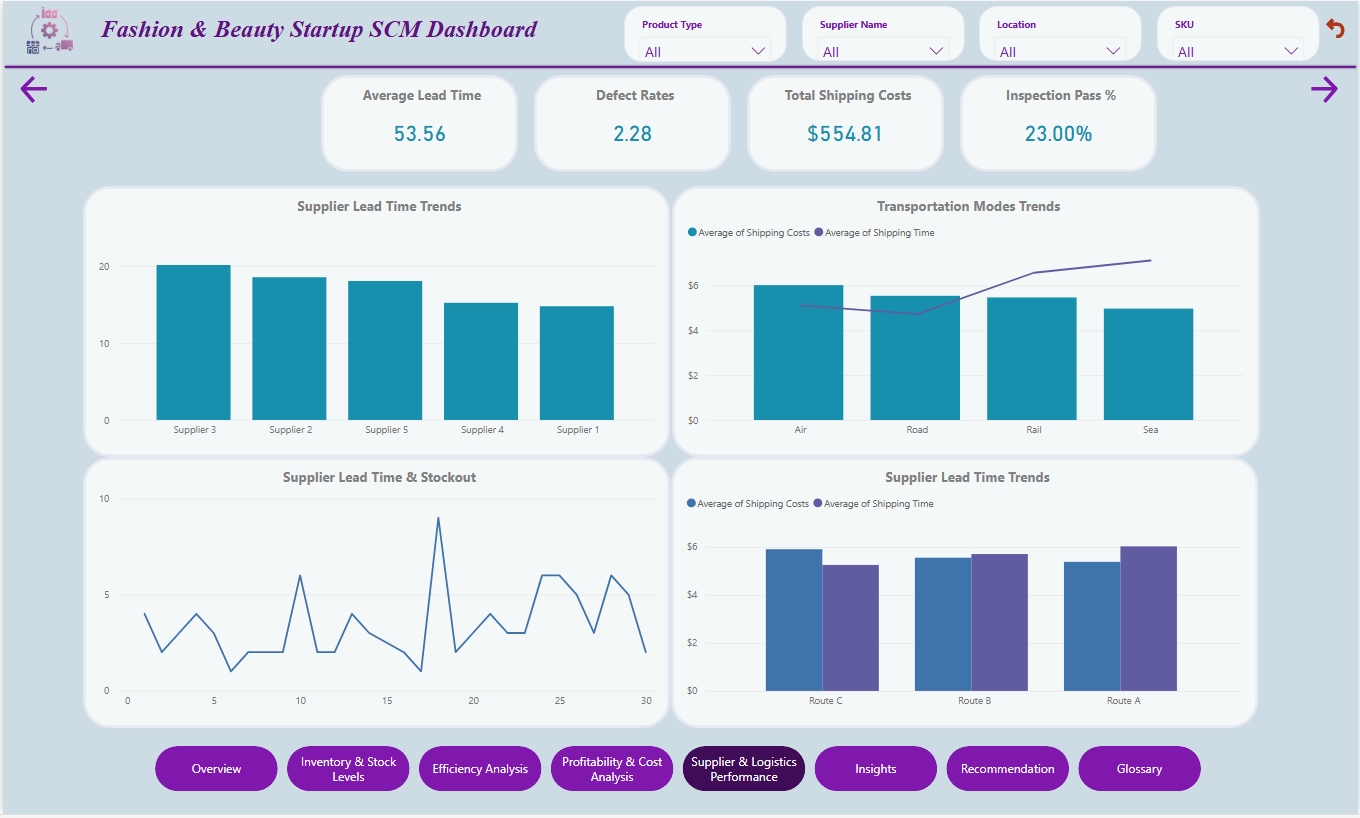 Fashion & Beauty Startup SCM Dashboard
Product Type
All
Supplier Name
All
Location
All
SKU
All
Average Lead Time
53.56
Defect Rates
2.28
Total Shipping Costs
$554.81
Inspection Pass %
23.00%
Supplier Lead Time Trends
20
10
0
Supplier 3
Supplier 2
Supplier 5
Supplier 4
Supplier 1
Transportation Modes Trends
Average of Shipping Costs
Average of Shipping Time
$6
$4
$2
$0
Air
Road
Rail
Sea
Supplier Lead Time & Stockout
10
5
0
0
5
10
15
20
25
30
Supplier Lead Time Trends
Average of Shipping Costs
Average of Shipping Time
$6
$4
$2
$0
Route C
Route B
Route A
Overview
Inventory & Stock
Levels
Efficiency Analysis
Profitability & Cost
Analysis
Supplier & Logistics
Performance
Insights
Recommendation
Glossary